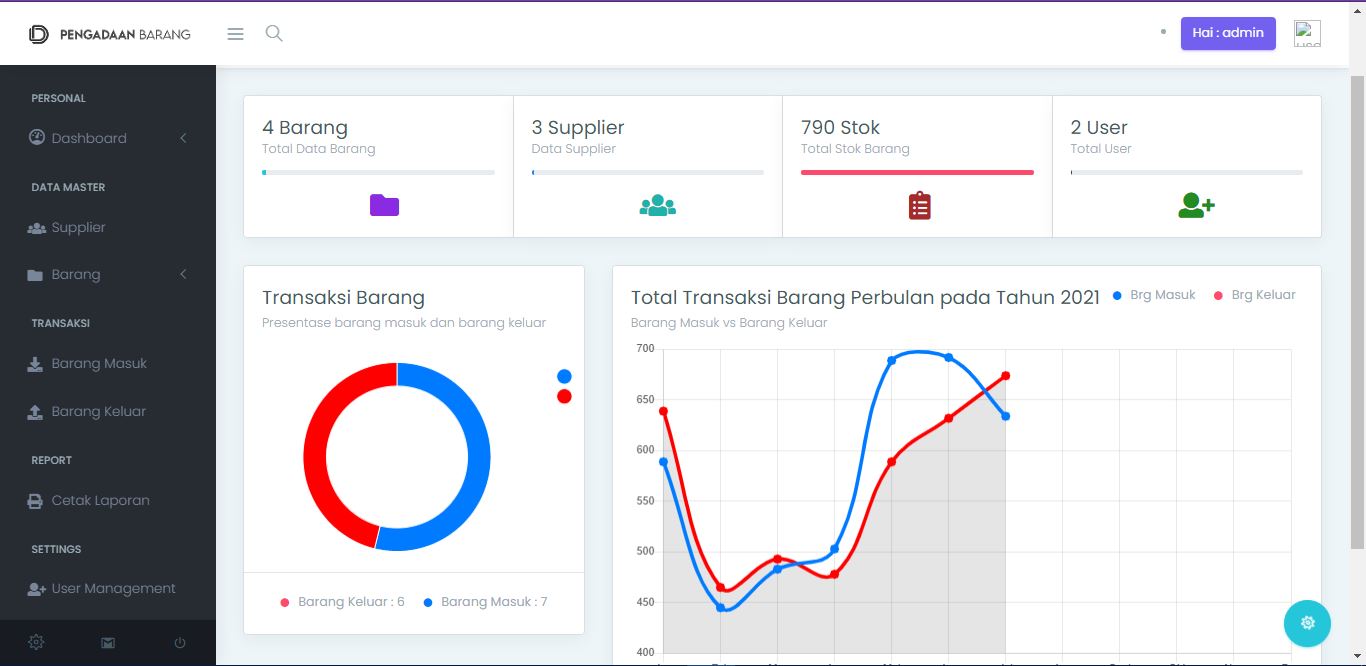 PENGADAAN BARANG
Hai : admin
PERSONAL
Dashboard
DATA MASTER
Supplier
Barang
TRANSAKSI
Barang Masuk
Barang Keluar
REPORT
Cetak Laporan
SETTINGS
User Management
4 Barang
Total Data Barang
3 Supplier
Data Supplier
790 Stok
Total Stok Barang
2 User
Total User
Transaksi Barang
Presentase barang masuk dan barang keluar
Barang Keluar : 6
Barang Masuk : 7
Total Transaksi Barang Perbulan pada Tahun 2021
Brg Masuk
Brg Keluar
Barang Masuk vs Barang Keluar
700
650
600
550
500
450
400